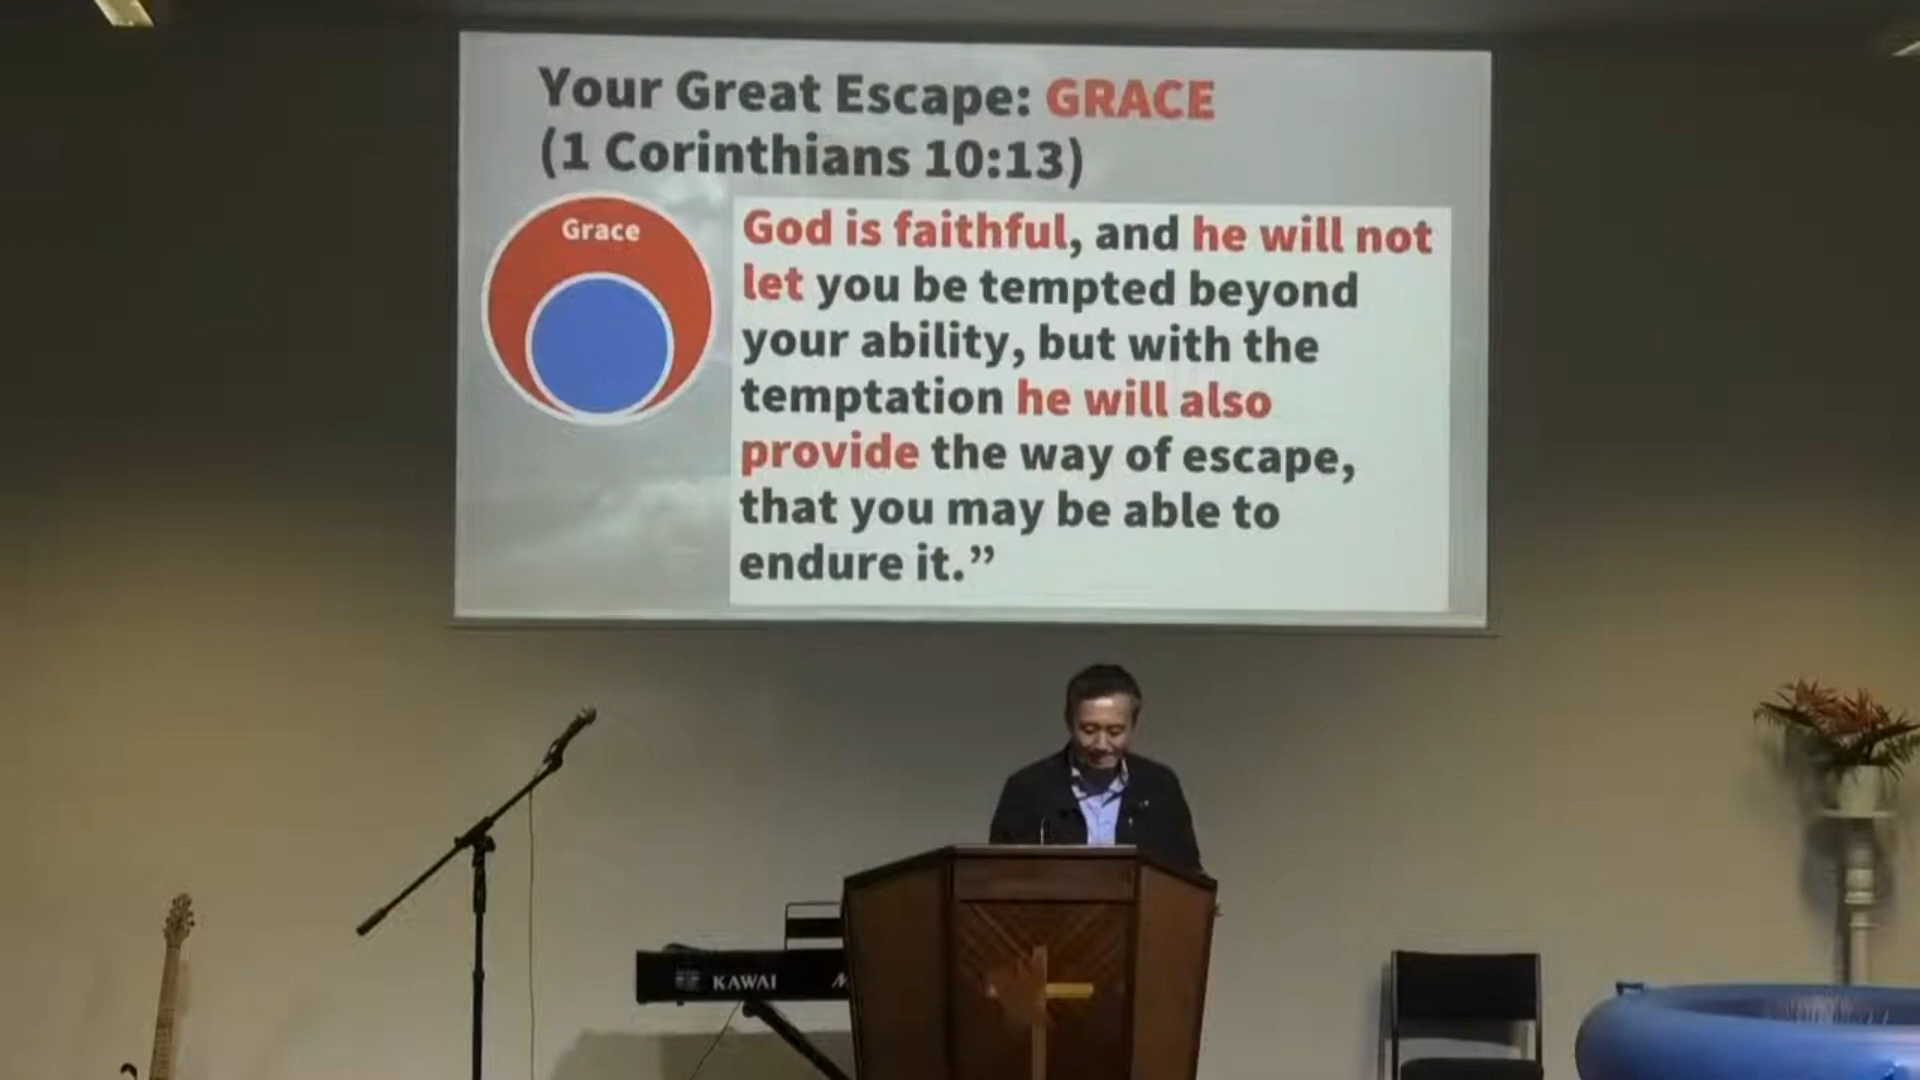 Your Great Escape: GRACE
(1 Corinthians 10:13)
Grace
God is faithful, and he will not
let you be tempted beyond
your ability, but with the
temptation he will also
provide the way of escape,
that you may be able to
endure it.”
KAWAI